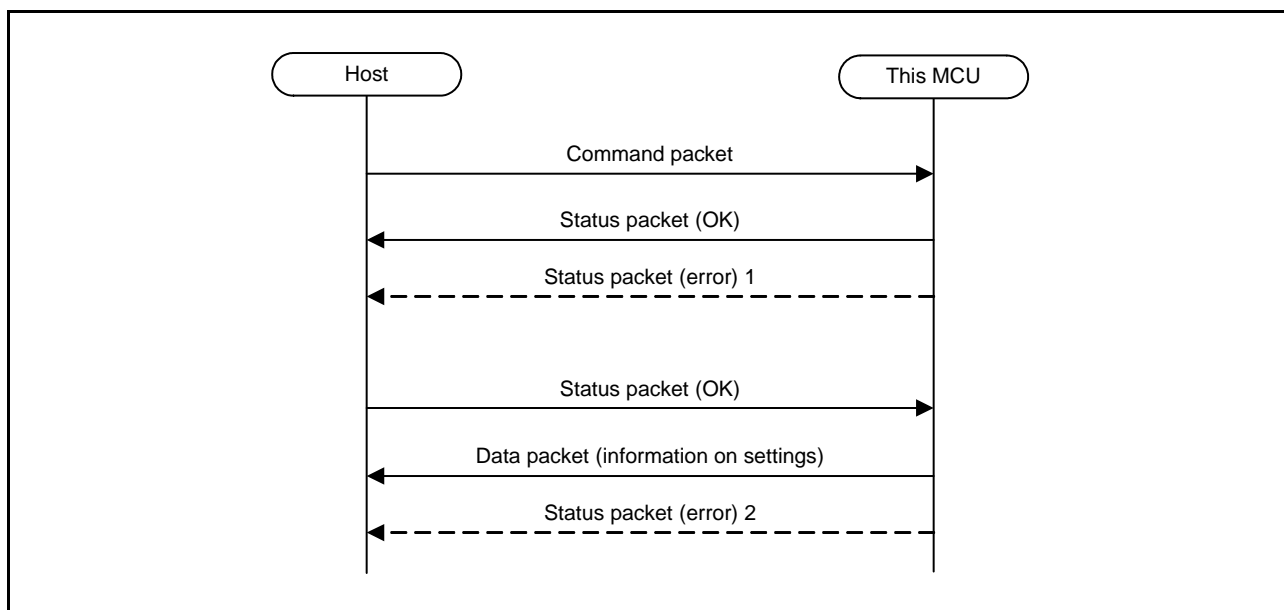 Host
This MCU
Command packet
Status packet (OK)
Status packet (error) 1
Status packet (OK)
Data packet (information on settings)
Status packet (error) 2